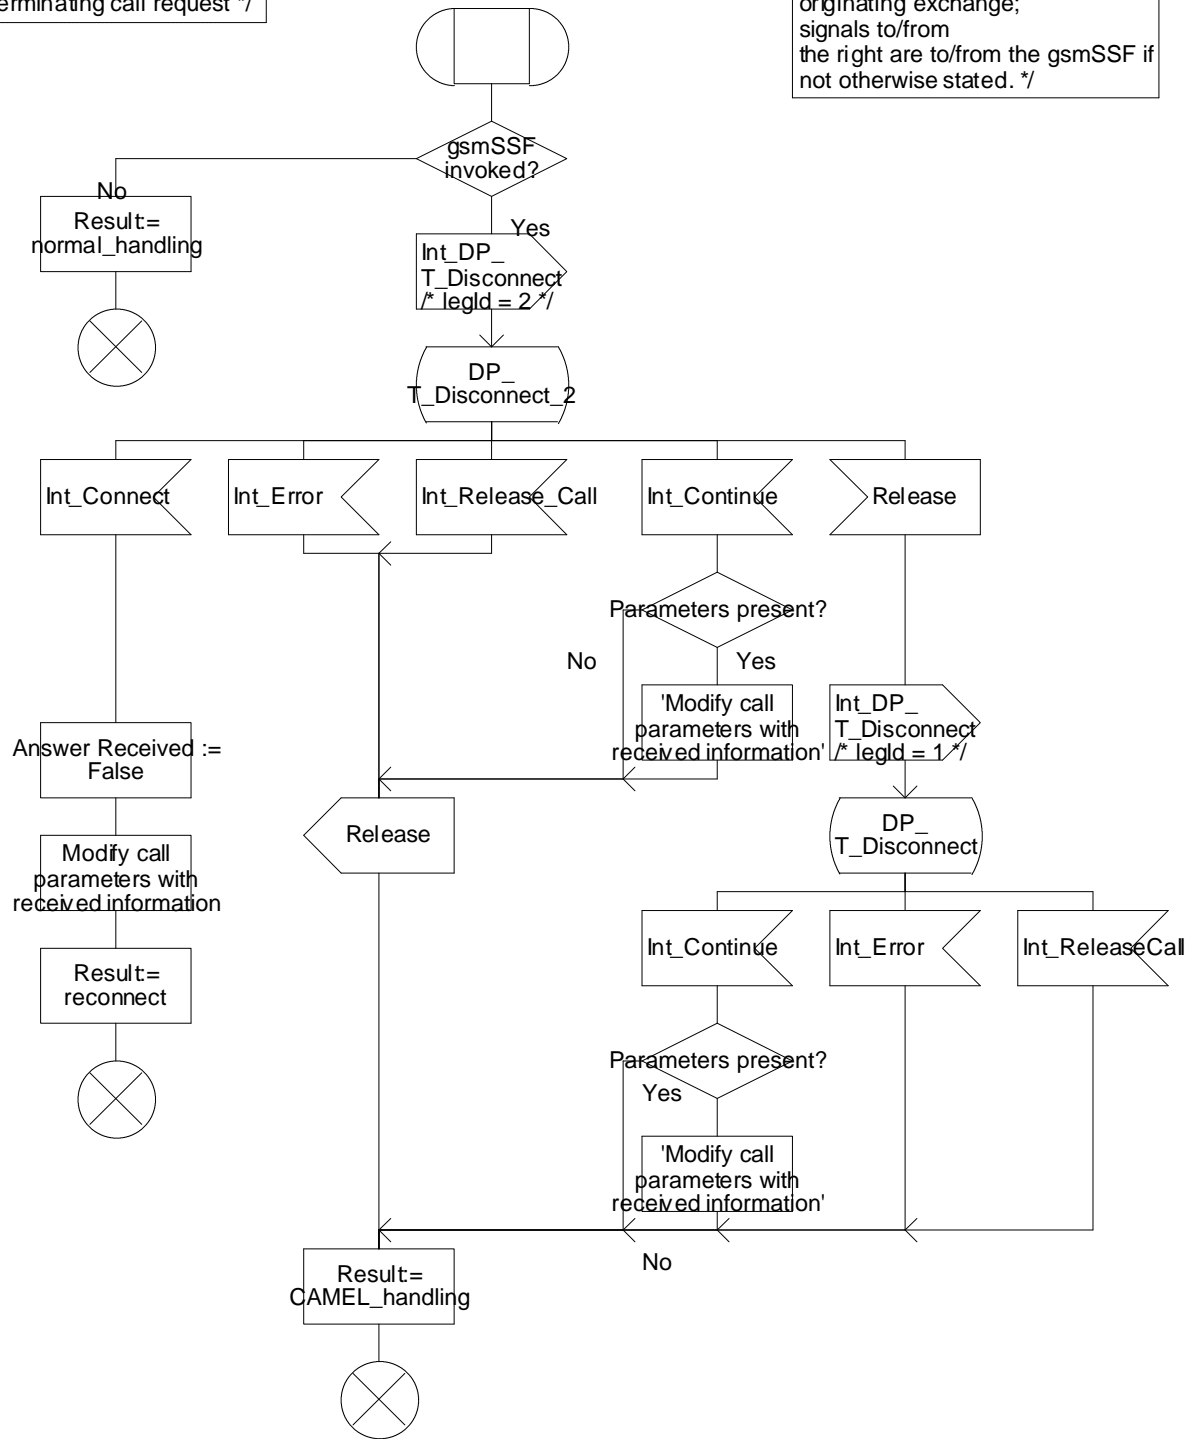 terminating call request */
originating exchange;
signals to/from
the right are to/from the gsmSSF if
not otherwise stated. */
gsmSSF
invoked?
No
Result:=
normal_handling
Yes
Int_DP_
T_Disconnect
/* legId = 2 */
DP_
T_Disconnect_2
Int_Connect
Int_Error
Int_Release_Call
Int_Continue
Release
Parameters present?
No
Yes
'Modify call
parameters with
received information'
Int_DP_
T_Disconnect
/* legId = 1 */
Answer Received :=
False
Release
DP_
T_Disconnect
Modify call
parameters with
received information
Int_Continue
Int_Error
Int_ReleaseCall
Result:=
reconnect
Parameters present?
Yes
'Modify call
parameters with
received information'
No
Result:=
CAMEL_handling